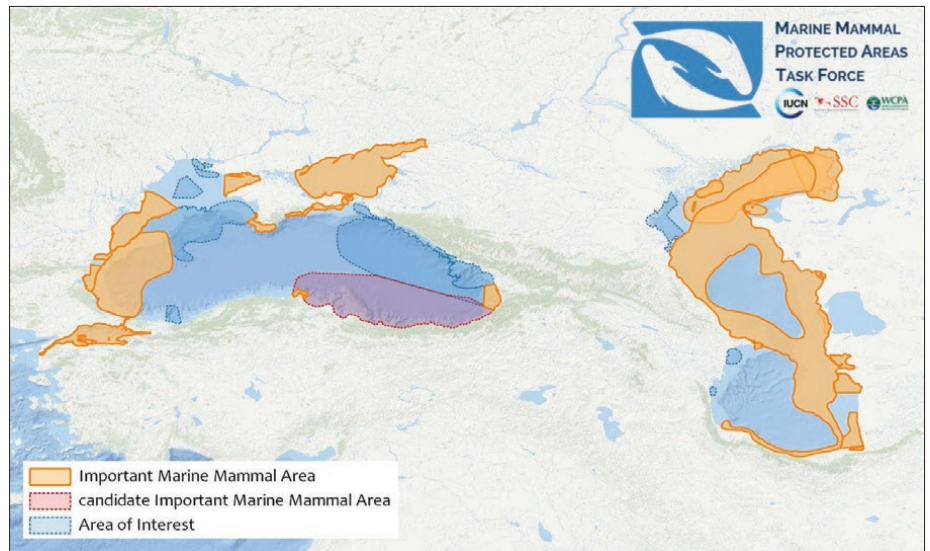 MARINE MAMMAL
PROTECTED AREAS
TASK FORCE
IUCN SSC WCPA
Important Marine Mammal Area
candidate Important Marine Mammal Area
Area of Interest